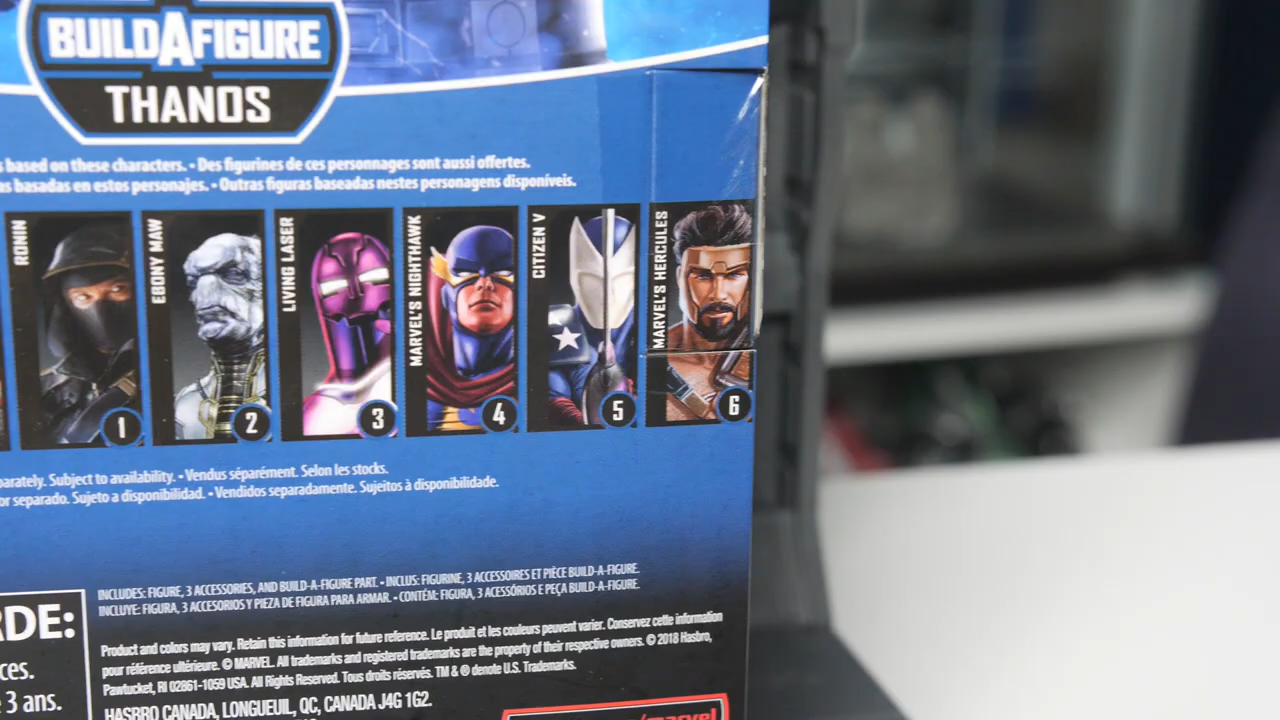 BUILDAFIGURE
THANOS
based on these characters. • Des figurines de ces personnages sont aussi offertes.
as basadas en estos personajes. • Outras figuras baseadas nestes personagens disponíveis.
RONIN
1
EBONY MAW
2
LIVING LASER
3
MARVEL'S NIGHTHAWK
4
CITIZEN V
5
MARVEL'S HERCULES
6
parately. Subject to availability. • Vendus séparément. Selon les stocks.
or separado. Sujeto a disponibilidad. • Vendidos separadamente. Sujeitos à disponibilidade.
INCLUDES: FIGURE, 3 ACCESSORIES, AND BUILD-A-FIGURE PART. • INCLUS: FIGURINE, 3 ACCESSOIRES ET PIÈCE BUILD-A-FIGURE.
INCLUYE: FIGURA, 3 ACCESORIOS Y PIEZA DE FIGURA PARA ARMAR. • CONTÉM: FIGURA, 3 ACESSÓRIOS E PEÇA BUILD-A-FIGURE.
RDE:
ces.
3 ans.
Product and colors may vary. Retain this information for future reference. Le produit et les couleurs peuvent varier. Conservez cette information
pour référence ultérieure. © MARVEL. All trademarks and registered trademarks are the property of their respective owners. © 2018 Hasbro,
Pawtucket, RI 02861-1059 USA. All Rights Reserved. Tous droits réservés. TM & ® denote U.S. Trademarks.
HASBRO CANADA, LONGUEUIL, QC, CANADA J4G 1G2.
/marvel